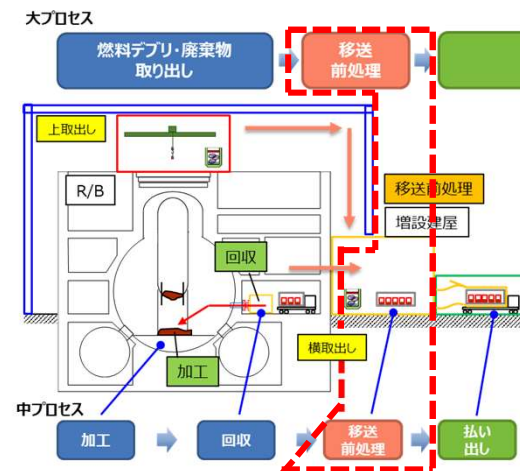 大プロセス
燃料デブリ・廃棄物
取り出し
移送
前処理
上取出し
R/B
移送前処理
増設建屋
回収
加工
横取出し
中プロセス
加工
回収
移送
前処理
払い
出し